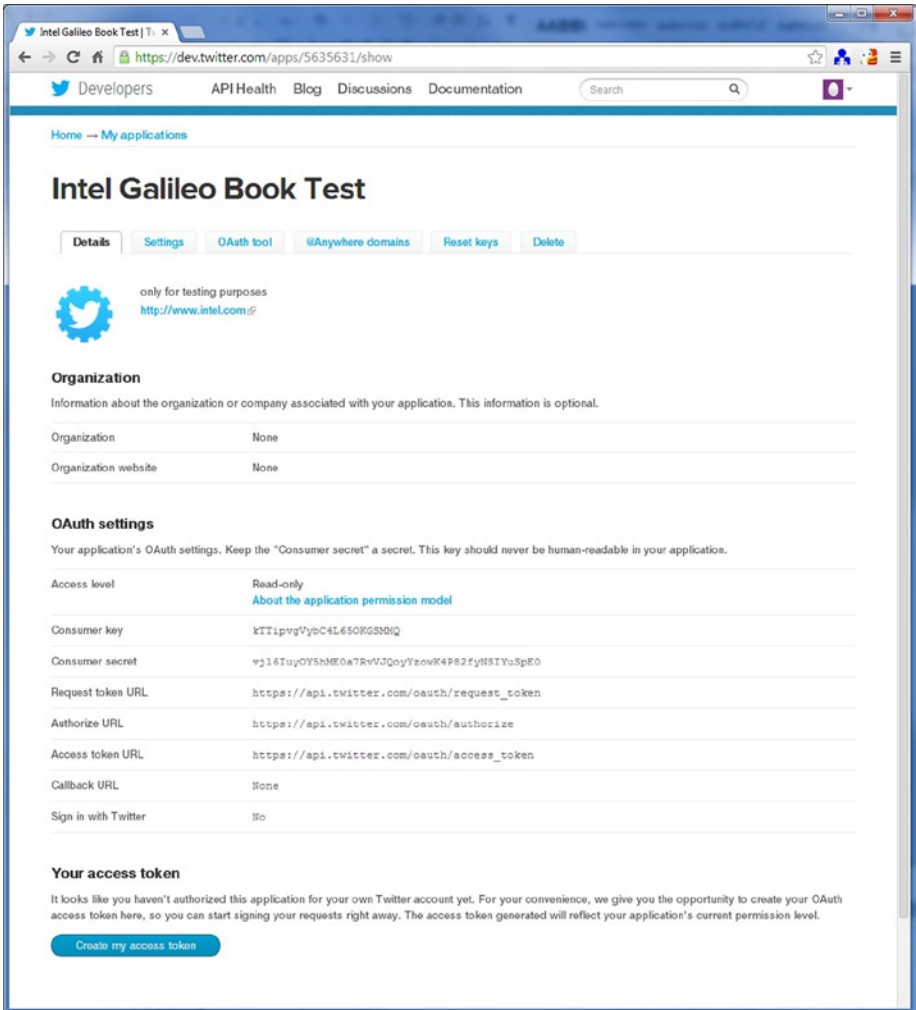 Intel Galileo Book Test | Tw
https://dev.twitter.com/apps/5635631/show
Developers API Health Blog Discussions Documentation Search
Home → My applications
Intel Galileo Book Test
Details Settings OAuth tool @Anywhere domains Reset keys Delete
only for testing purposes
http://www.intel.com
Organization
Information about the organization or company associated with your application. This information is optional.
Organization None
Organization website None
OAuth settings
Your application's OAuth settings. Keep the "Consumer secret" a secret. This key should never be human-readable in your application.
Access level Read-only
About the application permission model
Consumer key
Consumer secret
Request token URL https://api.twitter.com/oauth/request_token
Authorize URL https://api.twitter.com/oauth/authorize
Access token URL https://api.twitter.com/oauth/access_token
Callback URL None
Sign in with Twitter No
Your access token
It looks like you haven't authorized this application for your own Twitter account yet. For your convenience, we give you the opportunity to create your OAuth
access token here, so you can start signing your requests right away. The access token generated will reflect your application's current permission level.
Create my access token